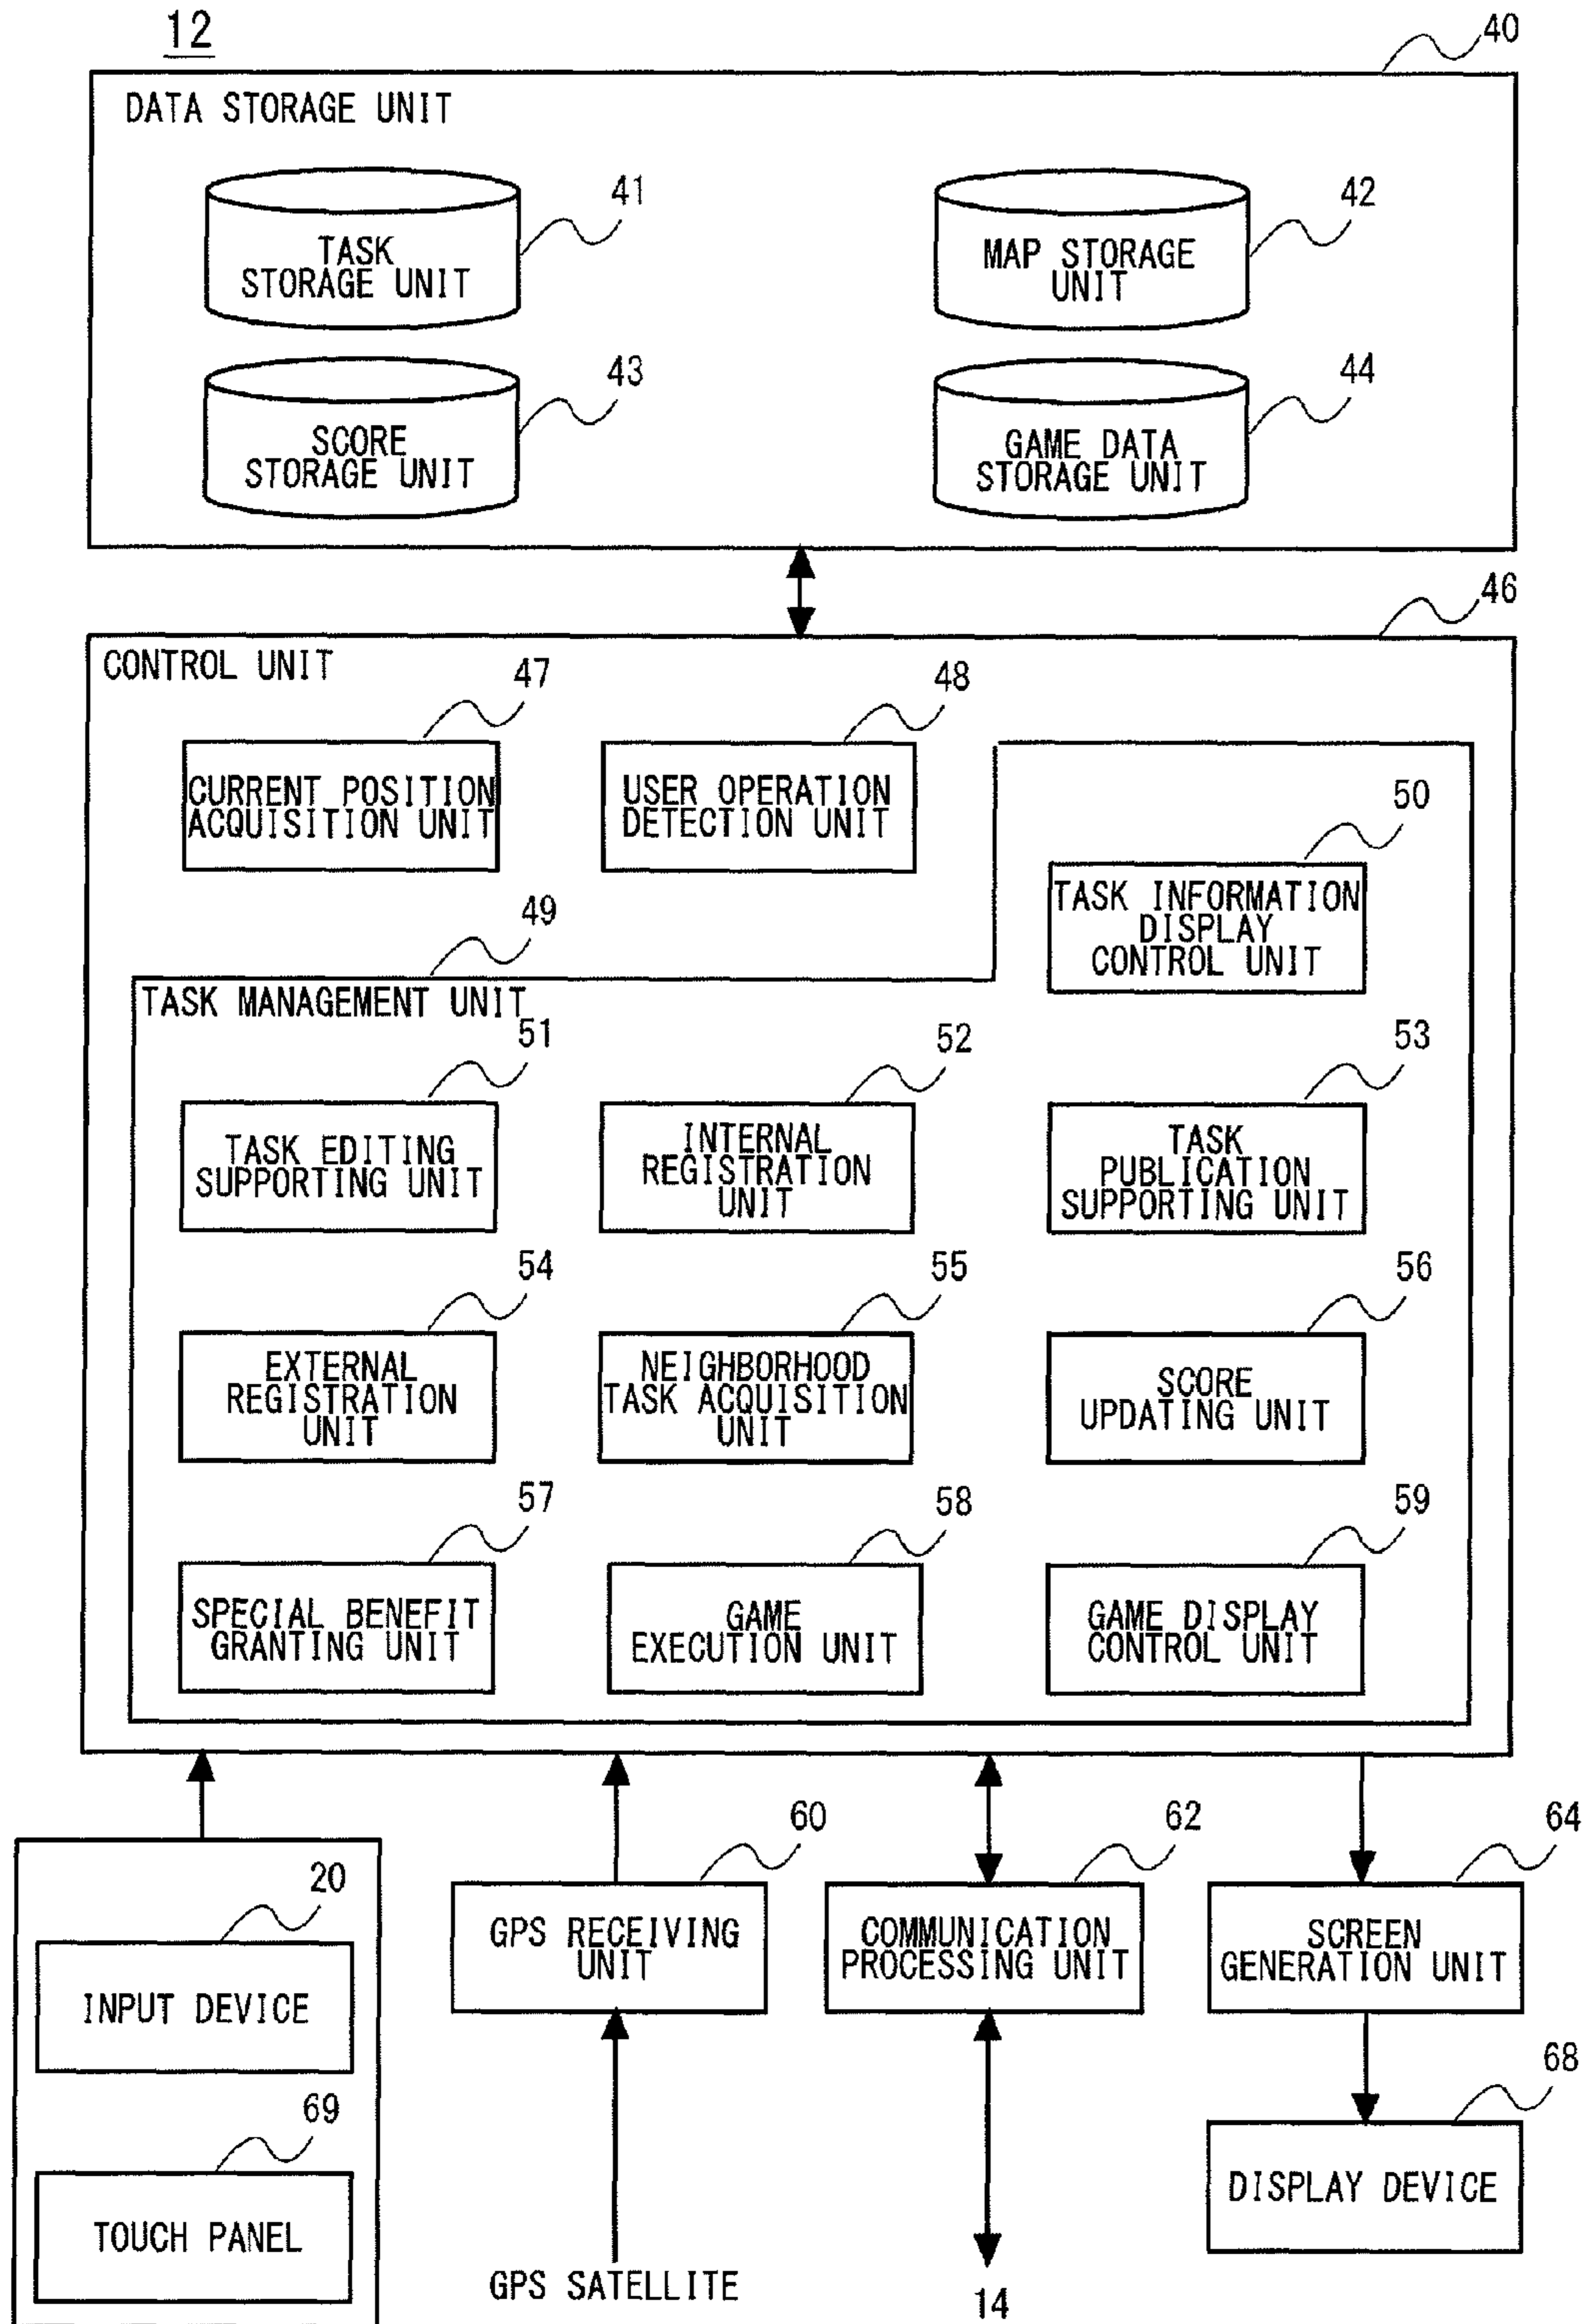 12
40
DATA STORAGE UNIT
41
TASK
STORAGE UNIT
42
MAP STORAGE
UNIT
43
SCORE
STORAGE UNIT
44
GAME DATA
STORAGE UNIT
46
CONTROL UNIT
47
CURRENT POSITION
ACQUISITION UNIT
48
USER OPERATION
DETECTION UNIT
49
TASK MANAGEMENT UNIT
50
TASK INFORMATION
DISPLAY
CONTROL UNIT
51
TASK EDITING
SUPPORTING UNIT
52
INTERNAL
REGISTRATION
UNIT
53
TASK
PUBLICATION
SUPPORTING UNIT
54
EXTERNAL
REGISTRATION
UNIT
55
NEIGHBORHOOD
TASK ACQUISITION
UNIT
56
SCORE
UPDATING UNIT
57
SPECIAL BENEFIT
GRANTING UNIT
58
GAME
EXECUTION UNIT
59
GAME DISPLAY
CONTROL UNIT
20
INPUT DEVICE
69
TOUCH PANEL
60
GPS RECEIVING
UNIT
GPS SATELLITE
62
COMMUNICATION
PROCESSING UNIT
14
64
SCREEN
GENERATION UNIT
68
DISPLAY DEVICE